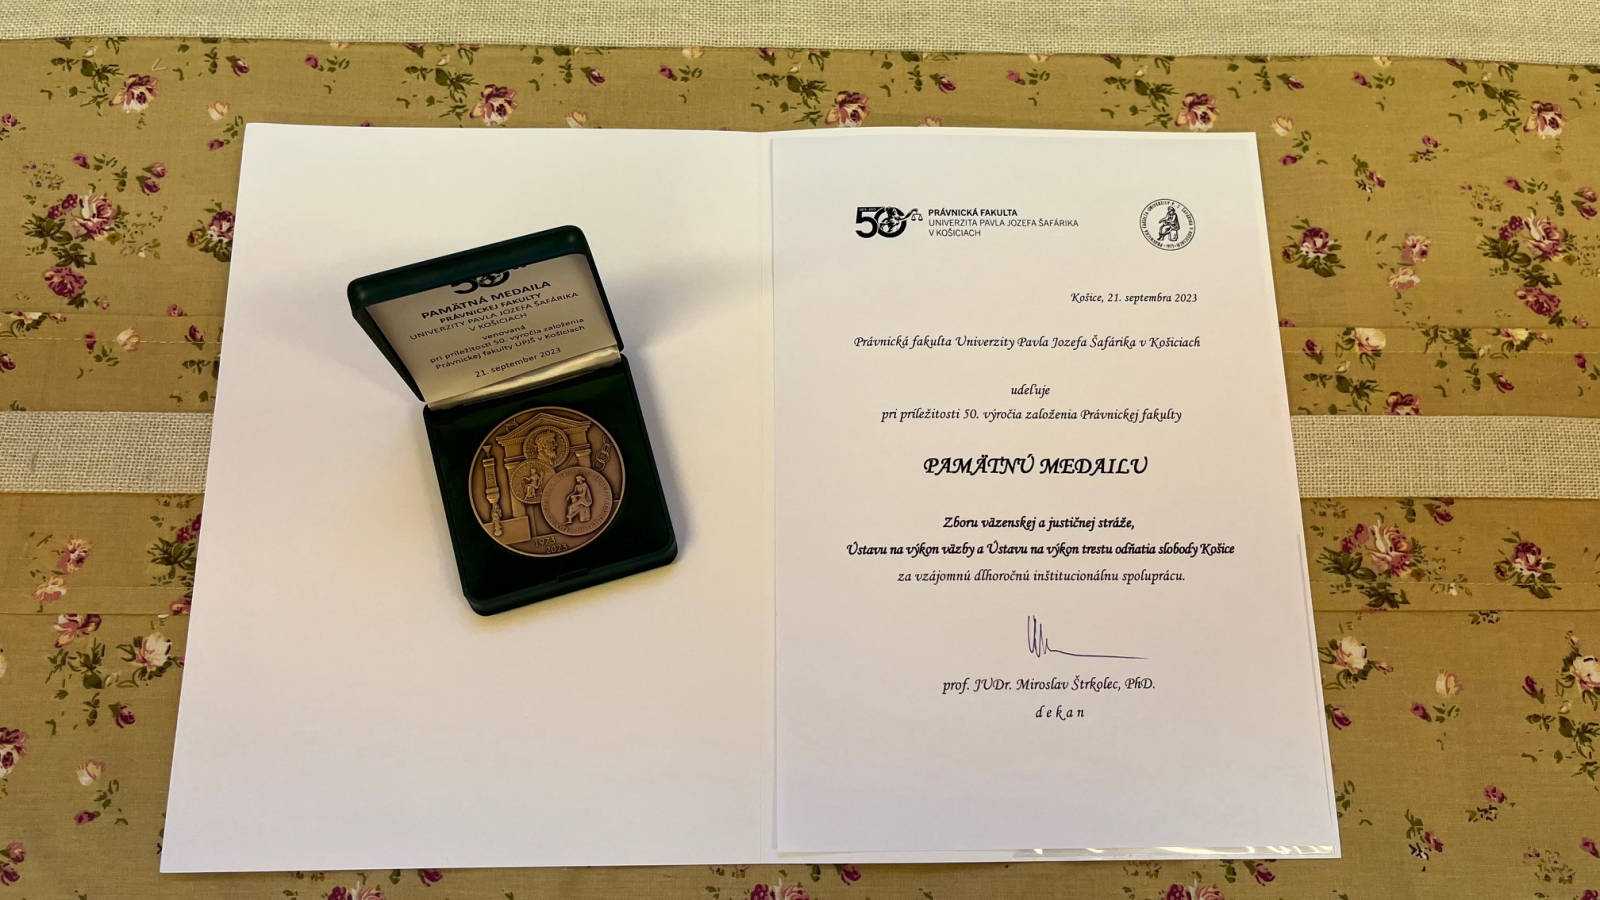 PAMÄTNÁ MEDAILA
PRÁVNICKEJ FAKULTY
UNIVERZITY PAVLA JOZEFA ŠAFÁRIKA
V KOŠICIACH
venovaná
pri príležitosti 50. výročia založenia
Právnickej fakulty UPJŠ v Košiciach
21. september 2023
1973
2023
50
PRÁVNICKÁ FAKULTA
UNIVERZITA PAVLA JOZEFA ŠAFÁRIKA
V KOŠICIACH
Košice, 21. septembra 2023
Právnická fakulta Univerzity Pavla Jozefa Šafárika v Košiciach
udeľuje
pri príležitosti 50. výročia založenia Právnickej fakulty
PAMÄTNÚ MEDAILU
Zboru väzenskej a justičnej stráže,
Ústavu na výkon väzby a Ústavu na výkon trestu odňatia slobody Košice
za vzájomnú dlhoročnú inštitucionálnu spoluprácu.
prof. JUDr. Miroslav Štrkolec, PhD.
d e k a n